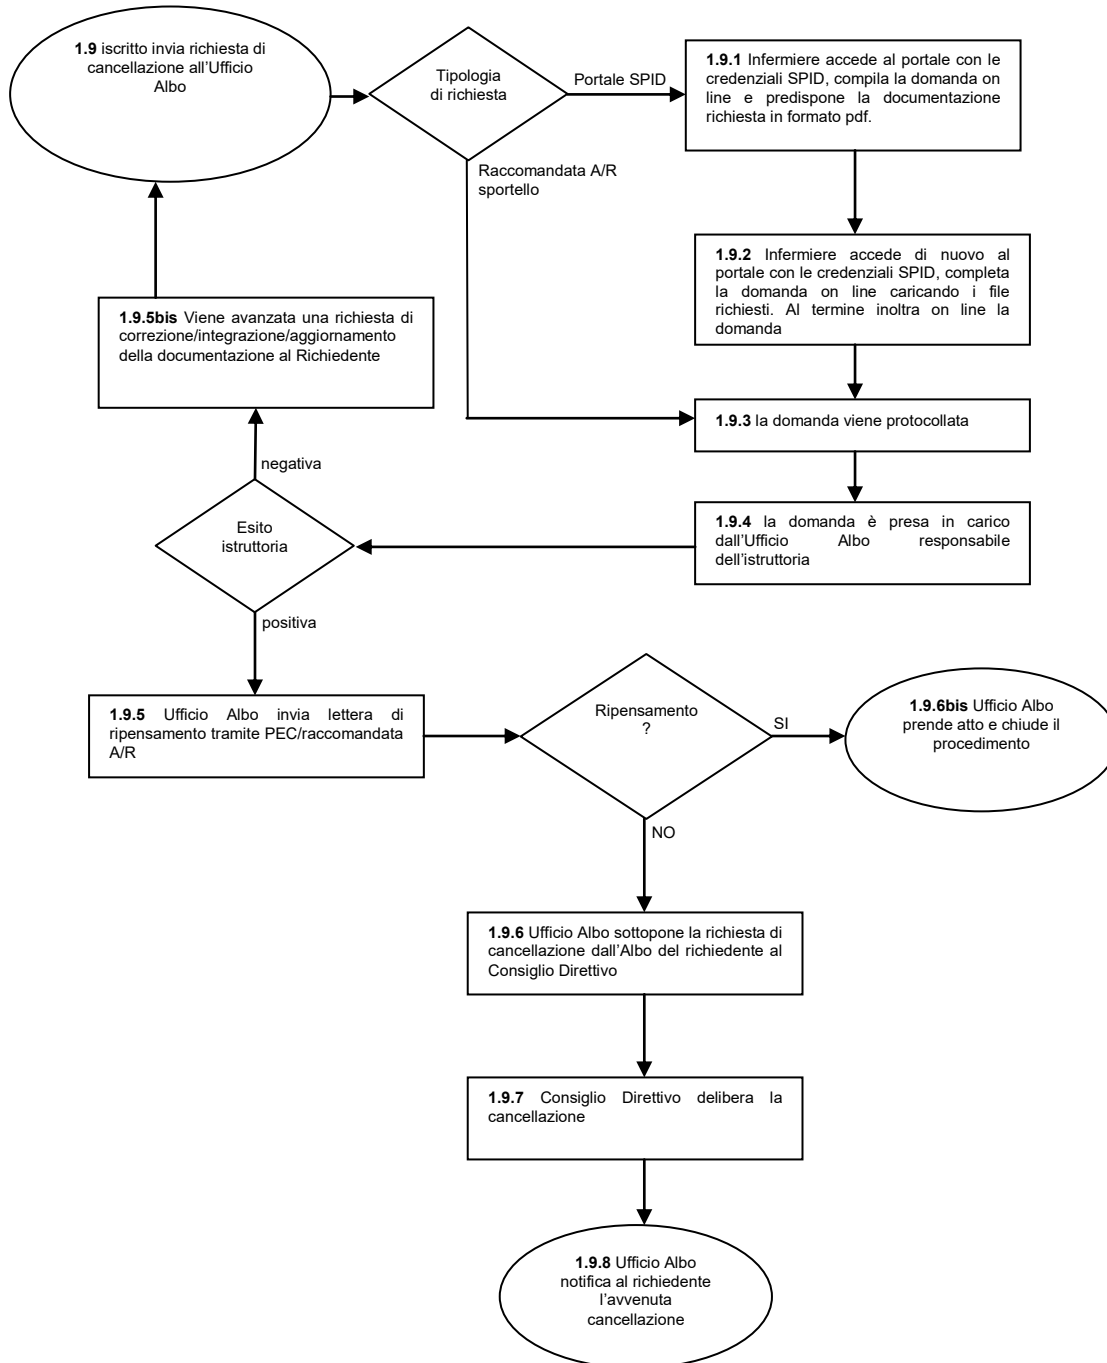 1.9 iscritto invia richiesta di
cancellazione all'Ufficio
Albo
Tipologia
di richiesta
Portale SPID
1.9.1 Infermiere accede al portale con le
credenziali SPID, compila la domanda on
line e predispone la documentazione
richiesta in formato pdf.
Raccomandata A/R
sportello
1.9.2 Infermiere accede di nuovo al
portale con le credenziali SPID, completa
la domanda on line caricando i file
richiesti. Al termine inoltra on line la
domanda
1.9.5bis Viene avanzata una richiesta di
correzione/integrazione/aggiornamento
della documentazione al Richiedente
1.9.3 la domanda viene protocollata
negativa
Esito
istruttoria
1.9.4 la domanda è presa in carico
dall'Ufficio Albo responsabile
dell'istruttoria
positiva
1.9.5 Ufficio Albo invia lettera di
ripensamento tramite PEC/raccomandata
A/R
Ripensamento
?
SI
1.9.6bis Ufficio Albo
prende atto e chiude il
procedimento
NO
1.9.6 Ufficio Albo sottopone la richiesta di
cancellazione dall'Albo del richiedente al
Consiglio Direttivo
1.9.7 Consiglio Direttivo delibera la
cancellazione
1.9.8 Ufficio Albo
notifica al richiedente
l'avvenuta
cancellazione